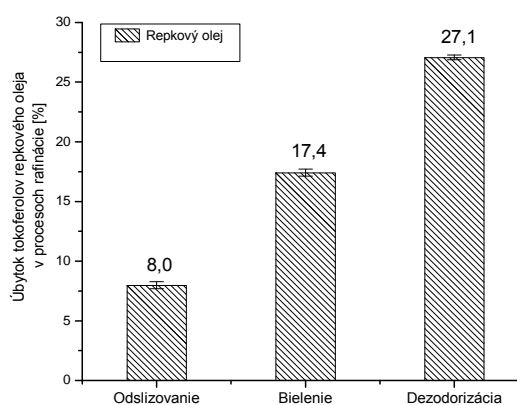 Úbytok tokoferolov repkového oleja
v procesoch rafinácie [%]
30
25
20
15
10
5
0
Repkový olej
8,0
17,4
27,1
Odslizovanie
Bielenie
Dezodorizácia